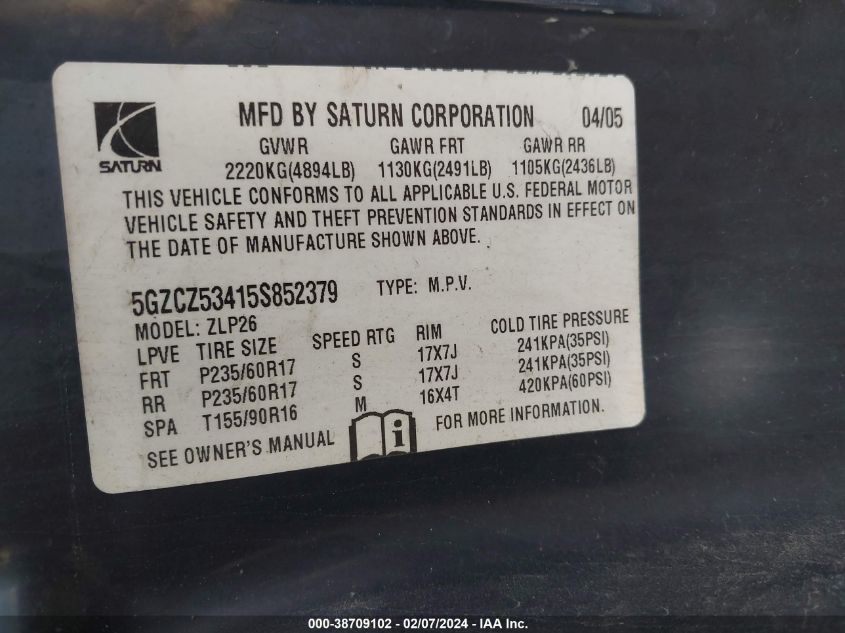 MFD BY SATURN CORPORATION 04/05
SATURN
GVWR GAWR FRT GAWR RR
2220KG(4894LB) 1130KG(2491LB) 1105KG(2436LB)
THIS VEHICLE CONFORMS TO ALL APPLICABLE U.S. FEDERAL MOTOR
VEHICLE SAFETY AND THEFT PREVENTION STANDARDS IN EFFECT ON
THE DATE OF MANUFACTURE SHOWN ABOVE.
5GZCZ53415S852379 TYPE: M.P.V.
MODEL: ZLP26
LPVE TIRE SIZE SPEED RTG RIM COLD TIRE PRESSURE
FRT P235/60R17 S 17X7J 241KPA(35PSI)
RR P235/60R17 S 17X7J 241KPA(35PSI)
SPA T155/90R16 M 16X4T 420KPA(60PSI)
SEE OWNER'S MANUAL i FOR MORE INFORMATION.
000-38709102 - 02/07/2024 - IAA Inc.